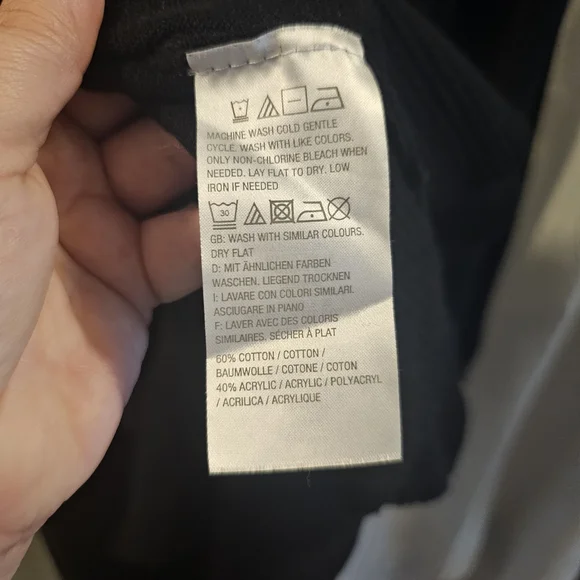 MACHINE WASH COLD GENTLE
CYCLE. WASH WITH LIKE COLORS.
ONLY NON-CHLORINE BLEACH WHEN
NEEDED. LAY FLAT TO DRY. LOW
IRON IF NEEDED
30
GB: WASH WITH SIMILAR COLOURS.
DRY FLAT
D: MIT ÄHNLICHEN FARBEN
WASCHEN. LIEGEND TROCKNEN
I: LAVARE CON COLORI SIMILARI.
ASCIUGARE IN PIANO
F: LAVER AVEC DES COLORIS
SIMILAIRES. SÉCHER À PLAT
60% COTTON / COTTON /
BAUMWOLLE / COTONE / COTON
40% ACRYLIC / ACRYLIC / POLYACRYL
/ ACRILICA / ACRYLIQUE